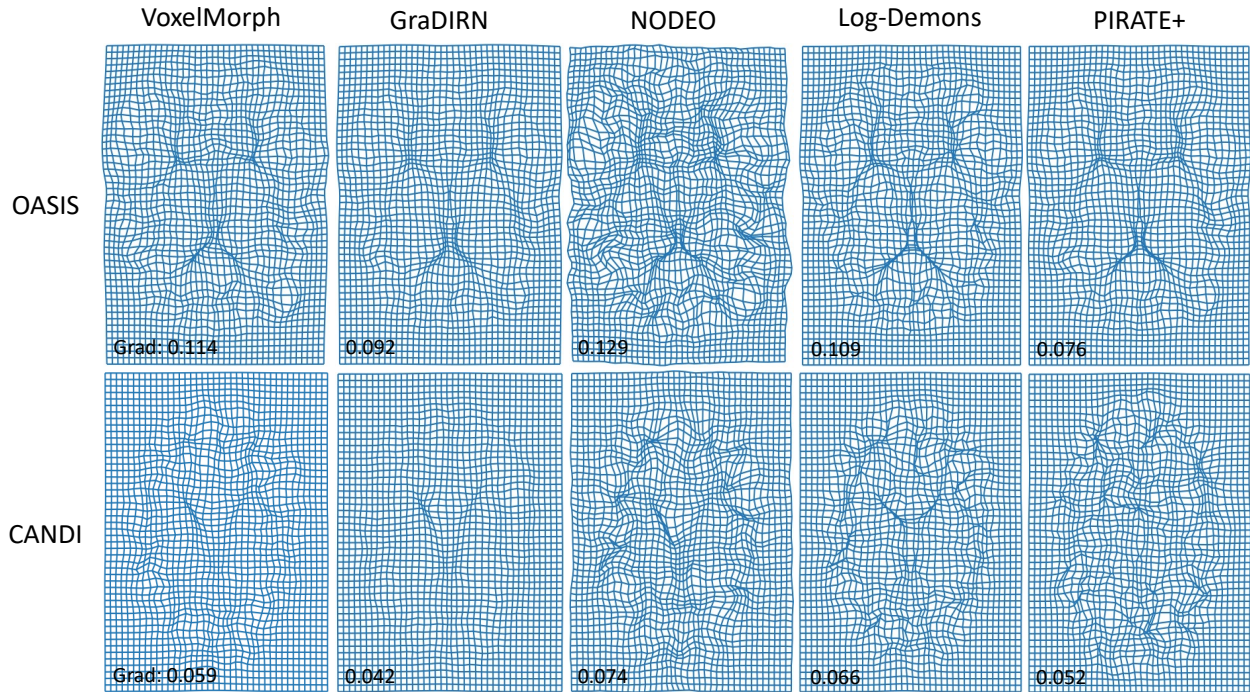 VoxelMorph GraDIRN NODEO Log-Demons PIRATE+
OASIS
Grad: 0.114 0.092 0.129 0.109 0.076
CANDI
Grad: 0.059 0.042 0.074 0.066 0.052